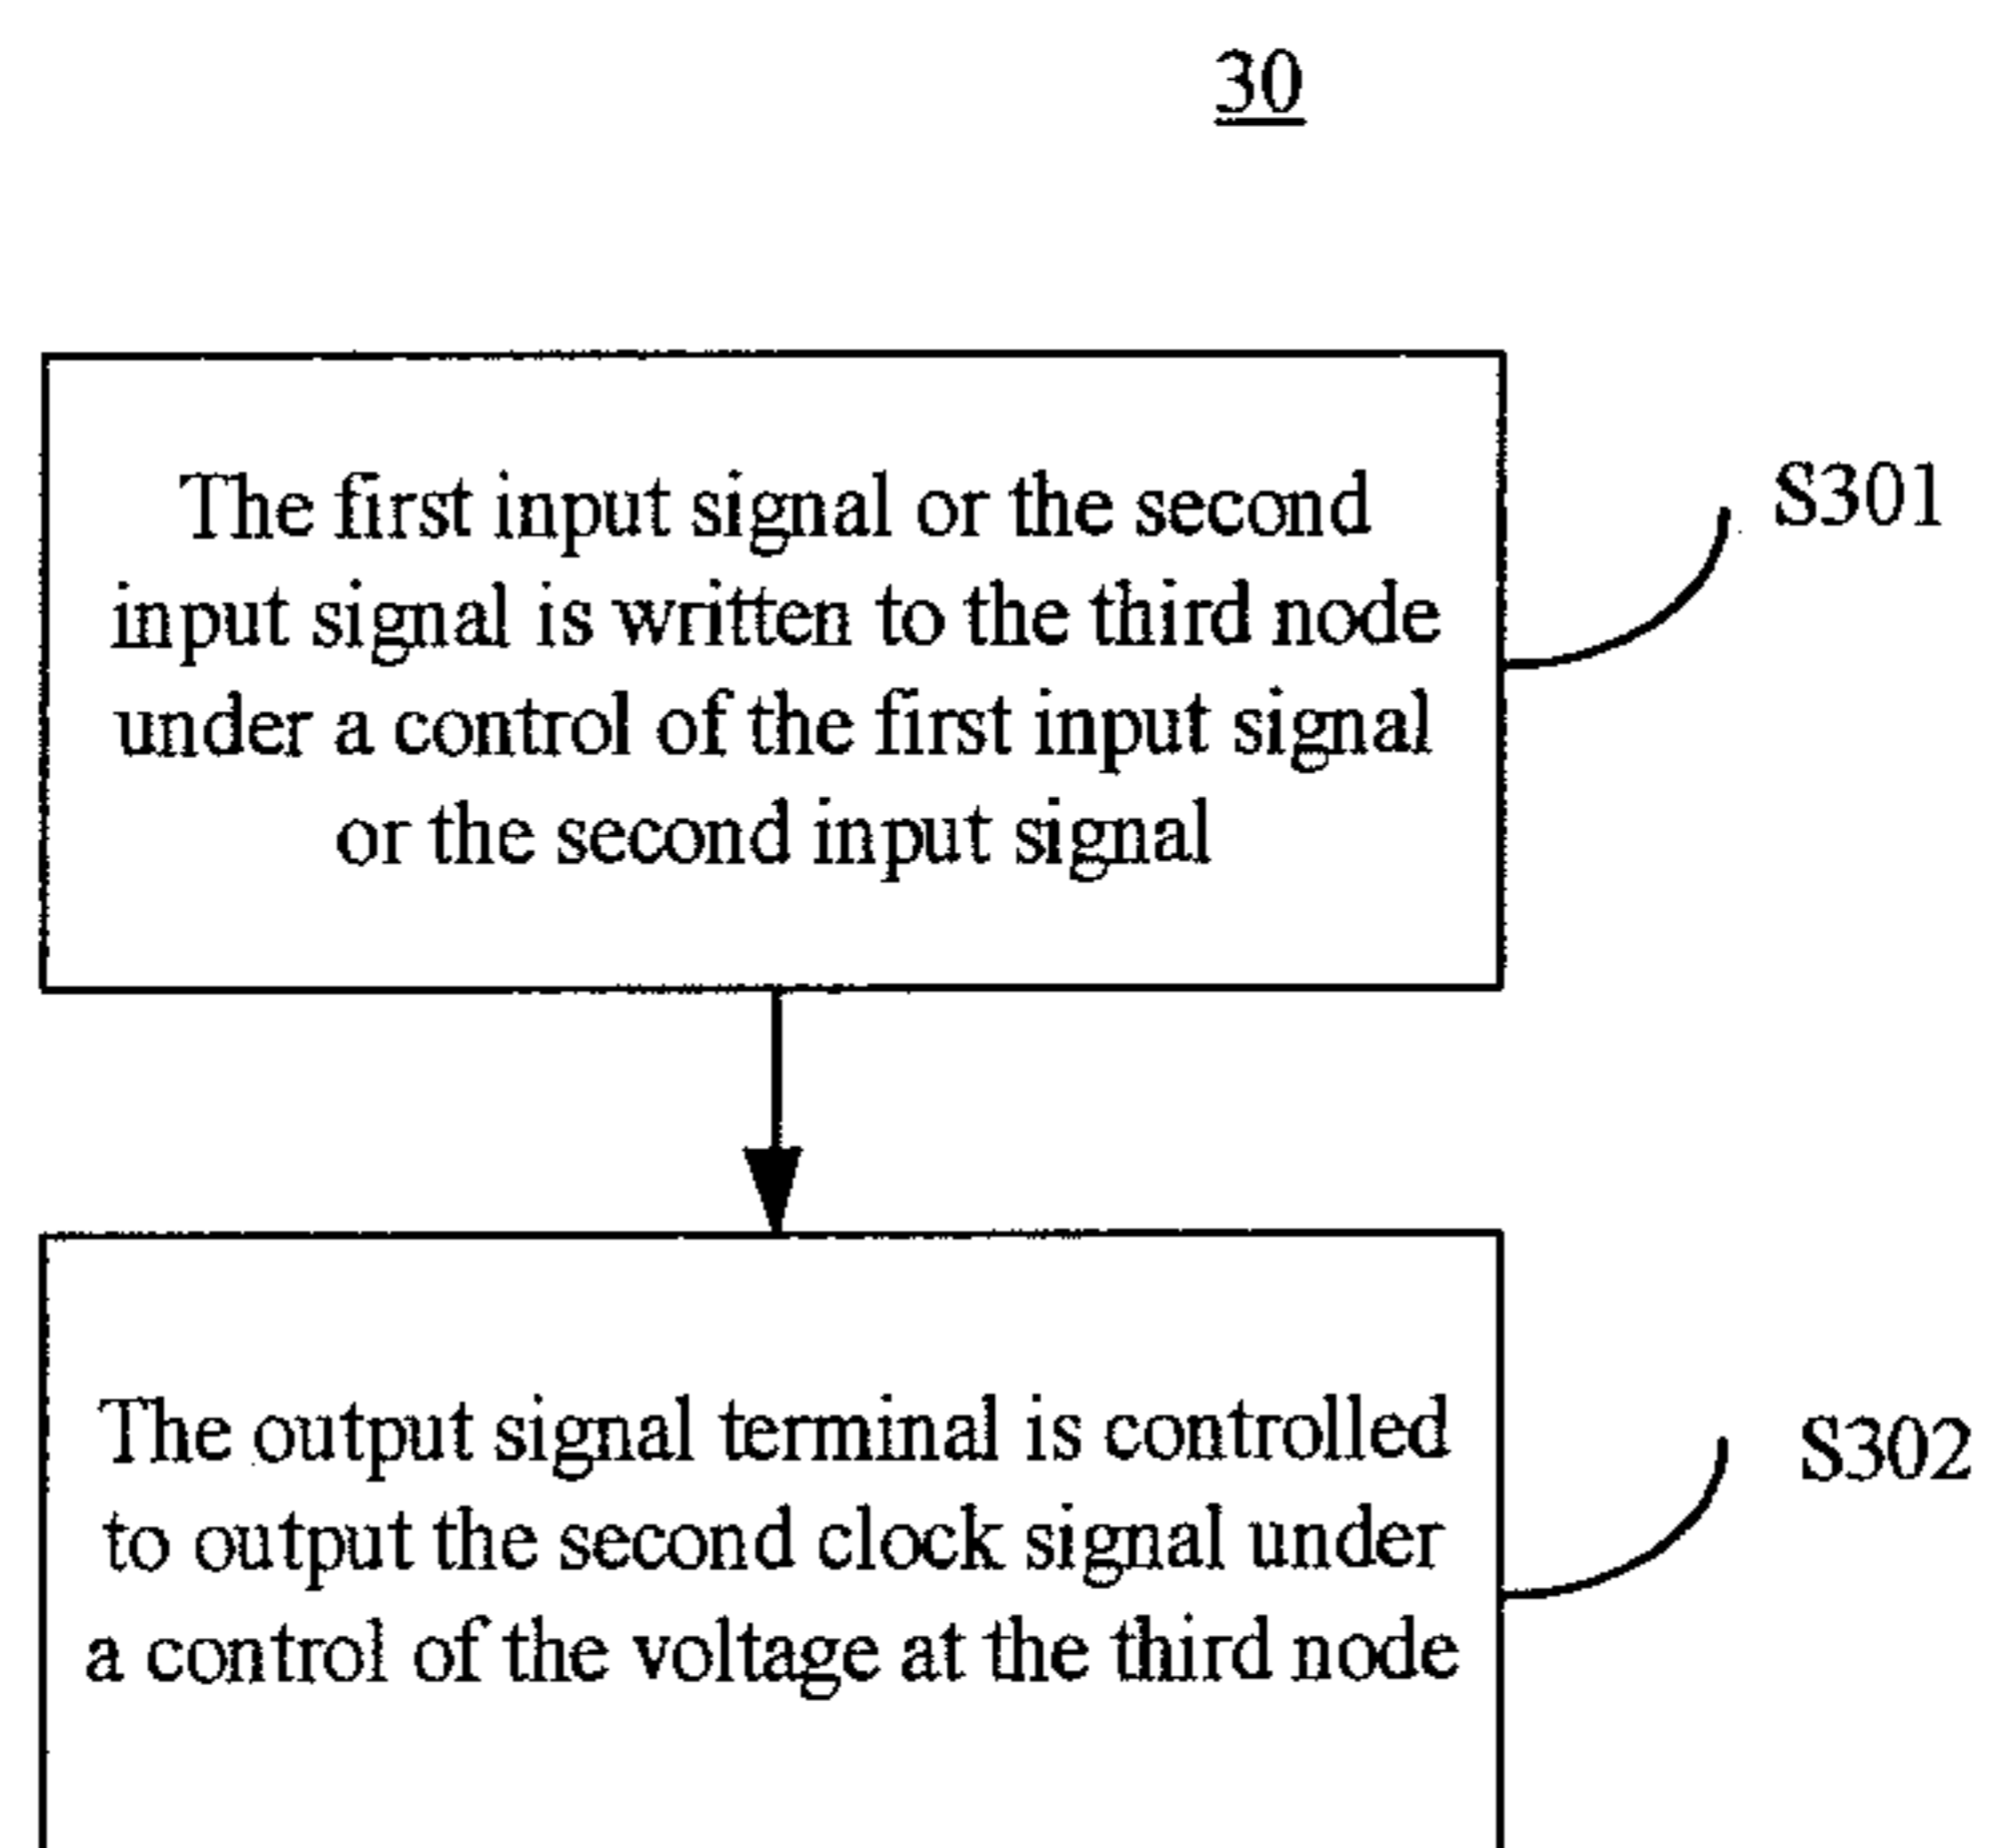 30
The first input signal or the second
input signal is written to the third node
under a control of the first input signal
or the second input signal
S301
The output signal terminal is controlled
to output the second clock signal under
a control of the voltage at the third node
S302